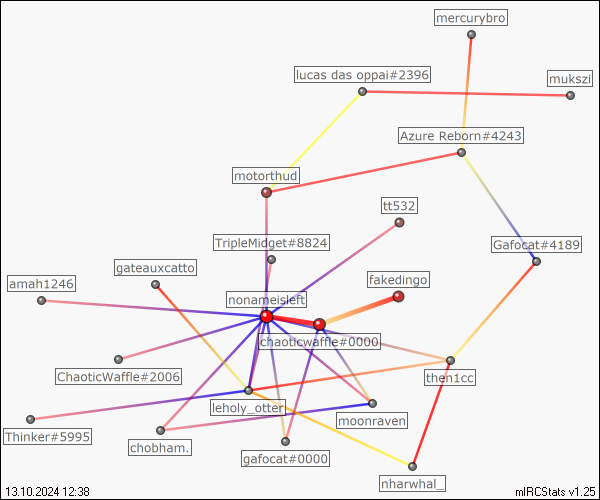 mercurybro
lucas das oppai#2396
mukszi
Azure Reborn#4243
motorthud
tt532
TripleMidget#8824
Gafocat#4189
gateauxcatto
fakedingo
amah1246
nonameisleft
chaoticwaffle#0000
ChaoticWaffle#2006
then1cc
leholy_otter
moonraven
Thinker#5995
chobham.
gafocat#0000
nharwhal_
13.10.2024 12:38
mIRCStats v1.25